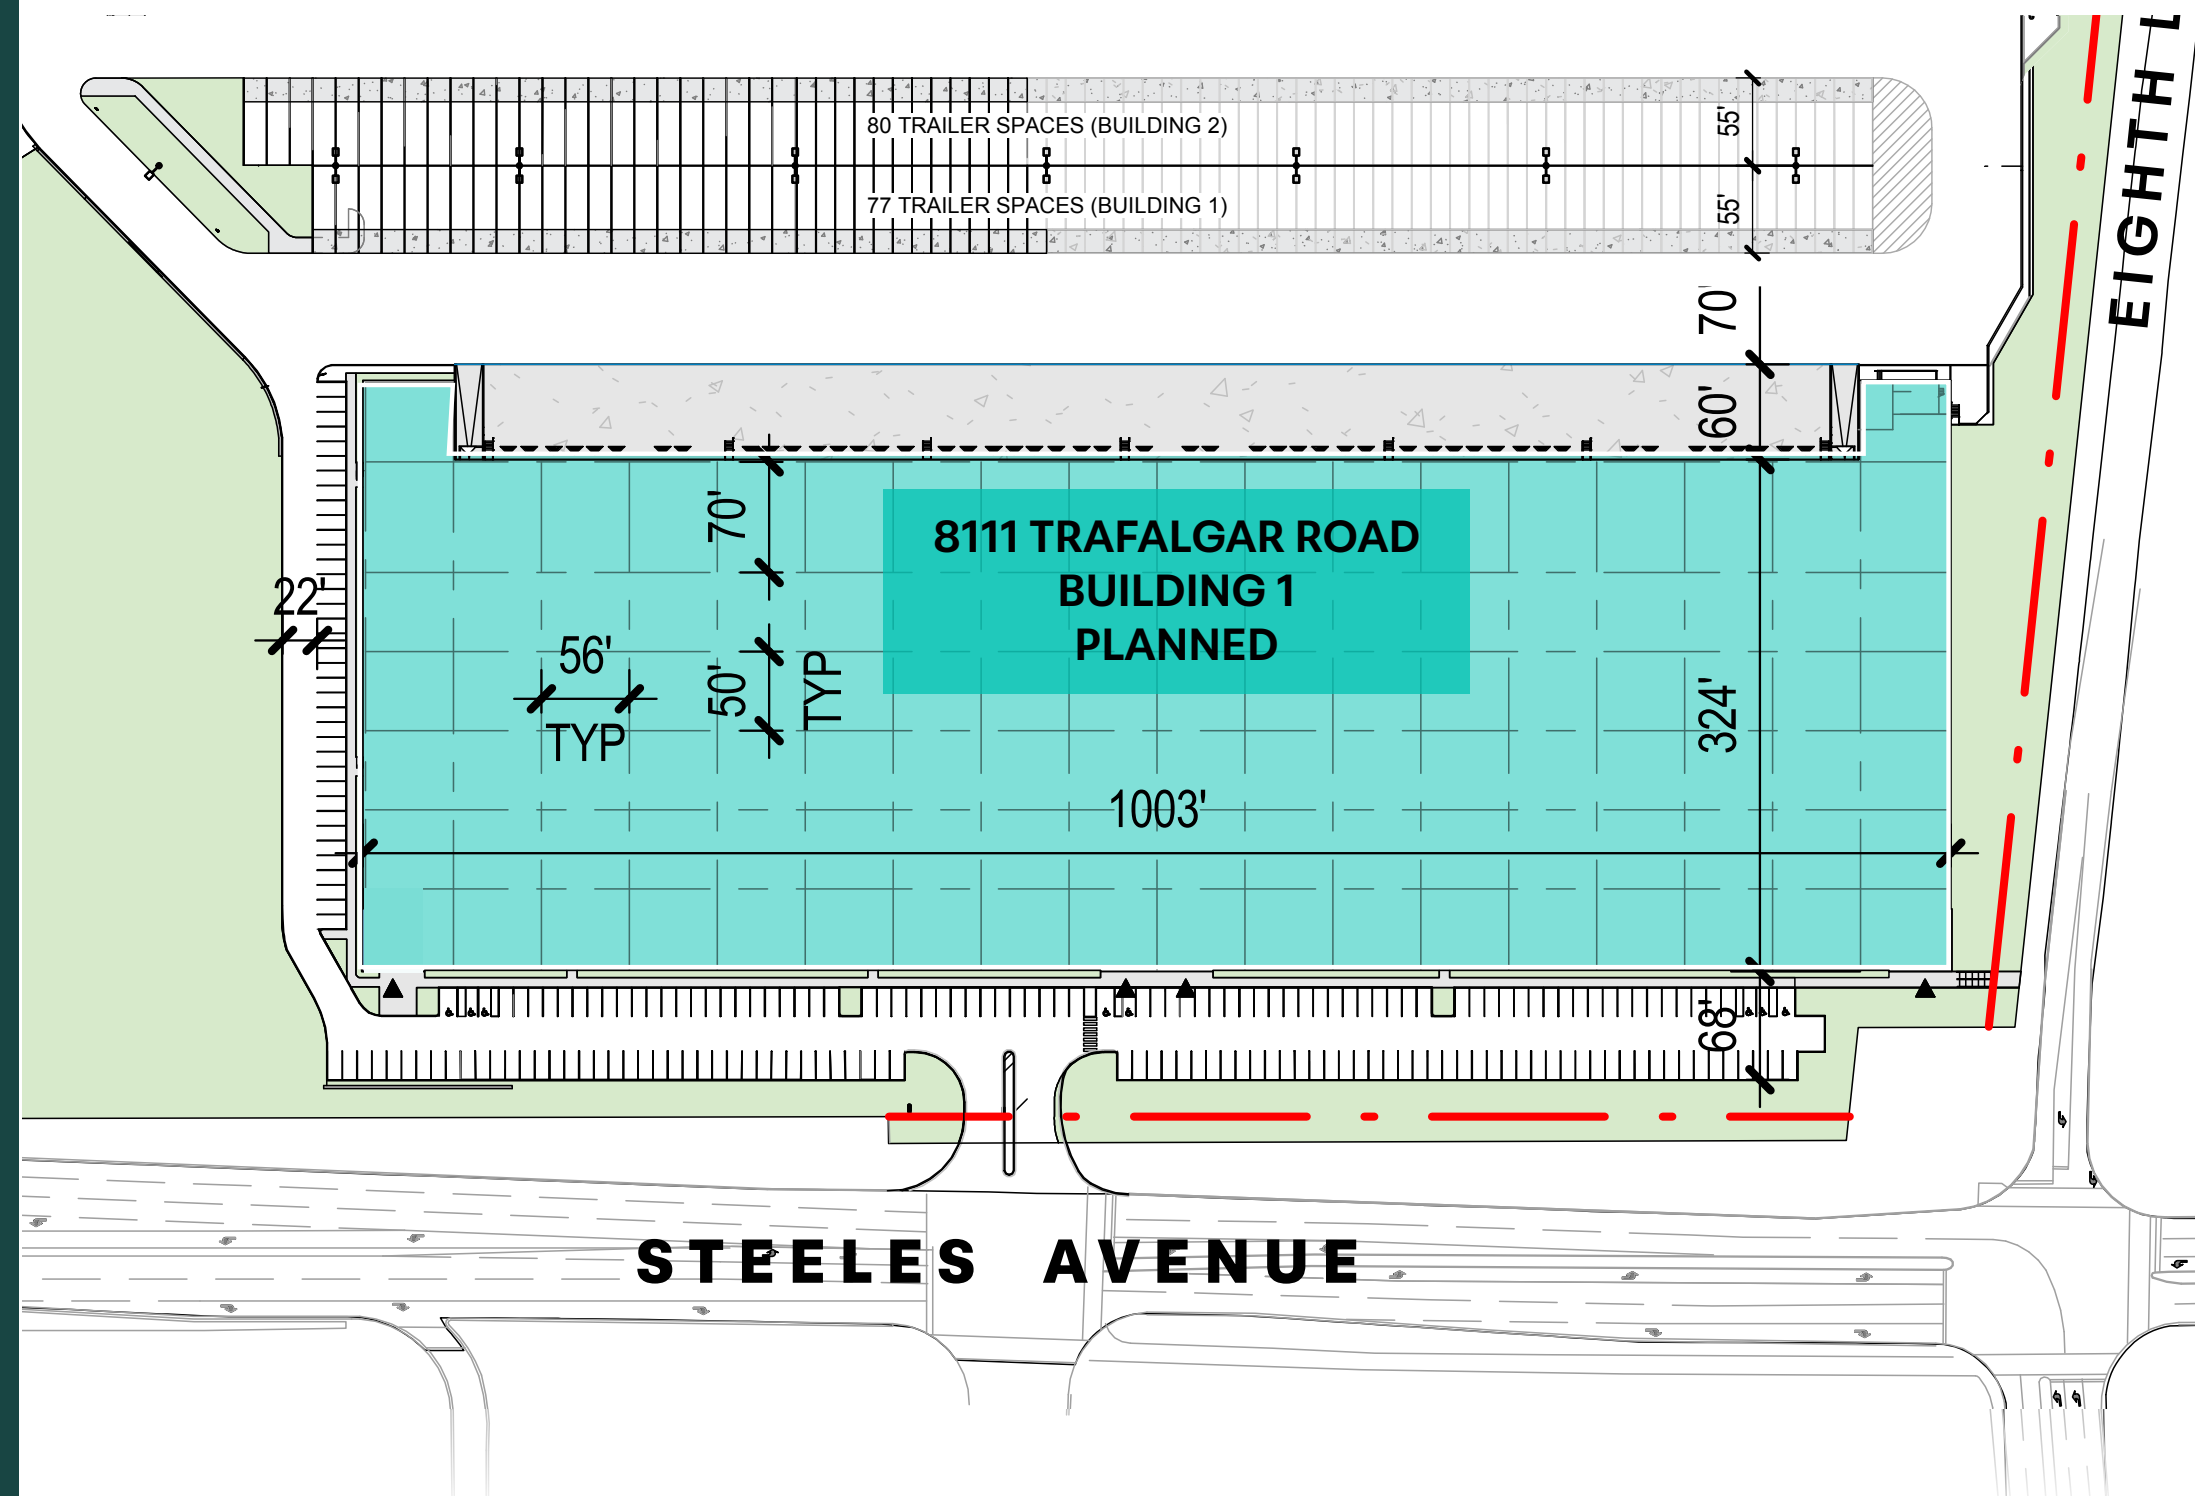 80 TRAILER SPACES (BUILDING 2)
55'
77 TRAILER SPACES (BUILDING 1)
55'
EIGHTH L
70'
60'
8111 TRAFALGAR ROAD
BUILDING 1
PLANNED
70'
22'
56'
TYP
50'
TYP
324'
1003'
68'
STEELES AVENUE